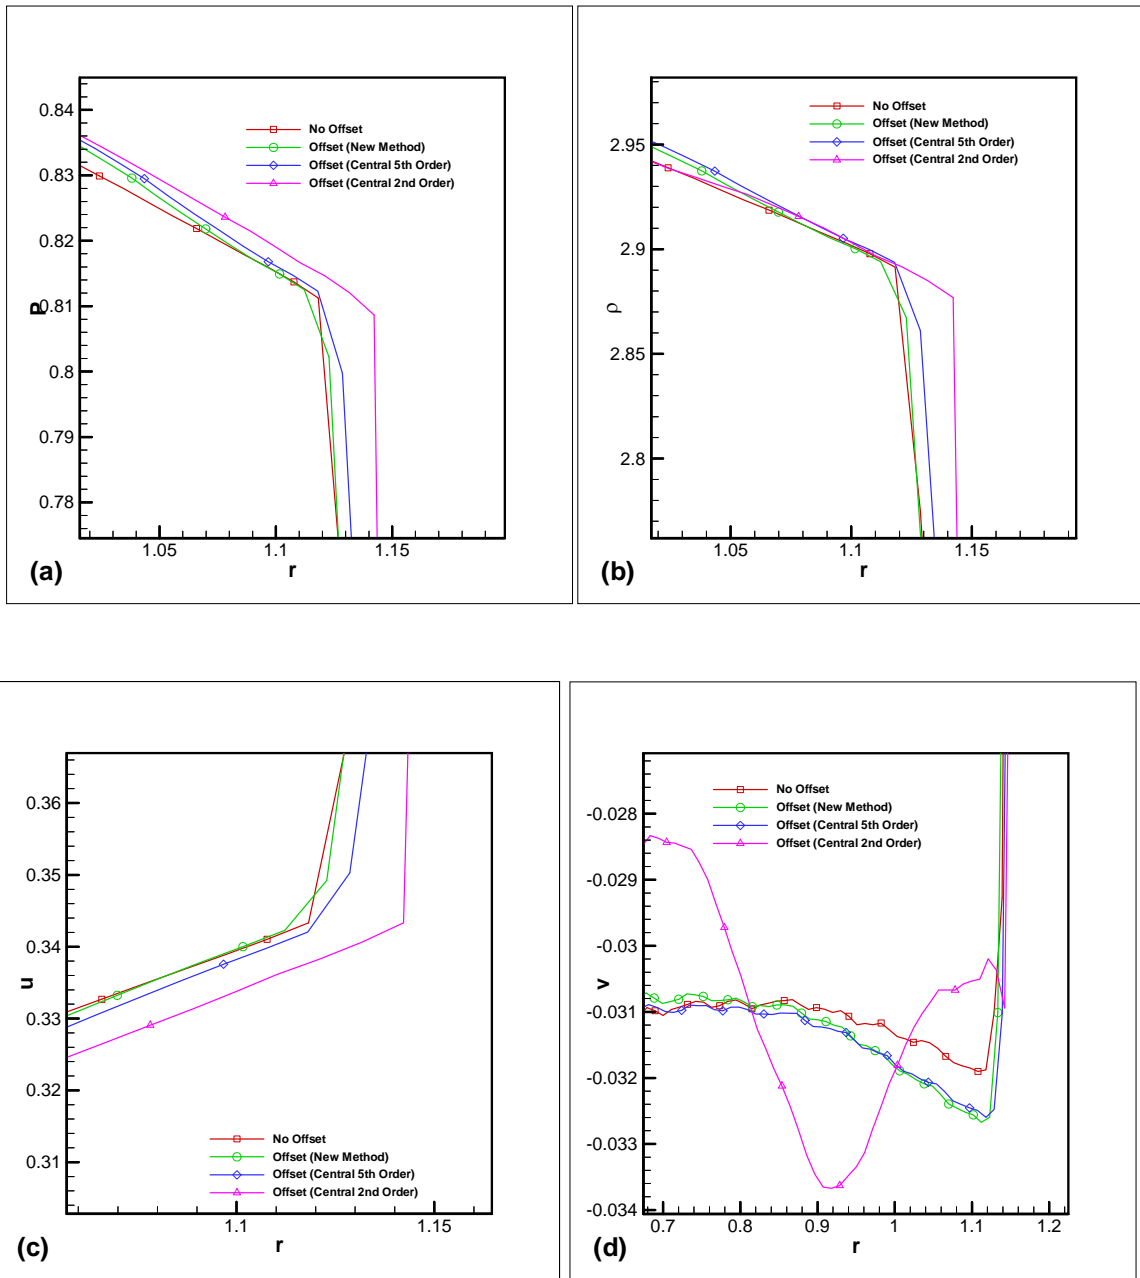 0.84
0.83
0.82
0.81
0.8
0.79
0.78
P
1.05
1.1
1.15
r
No Offset
Offset (New Method)
Offset (Central 5th Order)
Offset (Central 2nd Order)
(a)
2.95
2.9
2.85
2.8
ρ
1.05
1.1
1.15
r
No Offset
Offset (New Method)
Offset (Central 5th Order)
Offset (Central 2nd Order)
(b)
0.36
0.35
0.34
0.33
0.32
0.31
u
1.1
1.15
r
No Offset
Offset (New Method)
Offset (Central 5th Order)
Offset (Central 2nd Order)
(c)
-0.028
-0.029
-0.03
-0.031
-0.032
-0.033
-0.034
v
0.7
0.8
0.9
1
1.1
1.2
r
No Offset
Offset (New Method)
Offset (Central 5th Order)
Offset (Central 2nd Order)
(d)